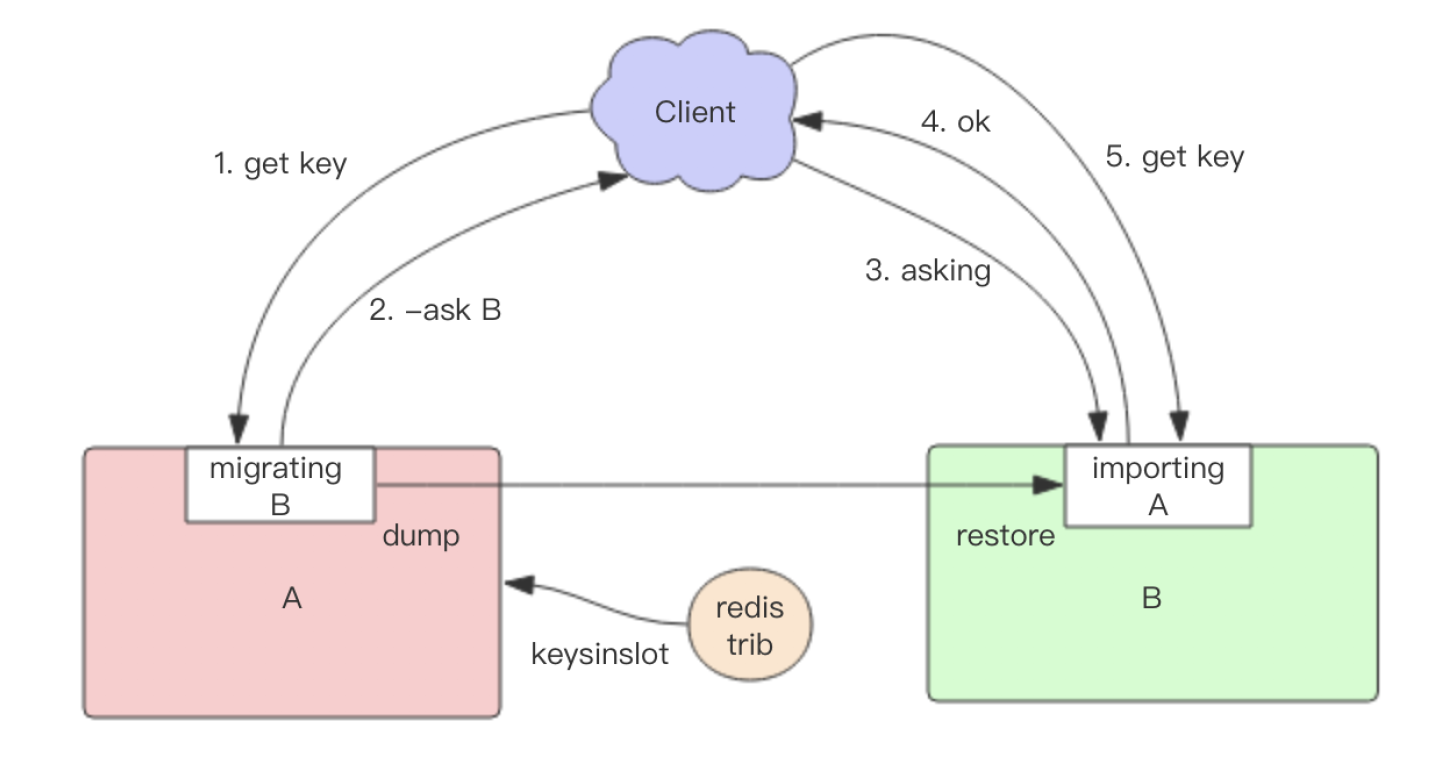 Client
1. get key
4. ok
5. get key
3. asking
2. –ask B
migrating
B
importing
A
dump
restore
A
B
redis
trib
keysinslot